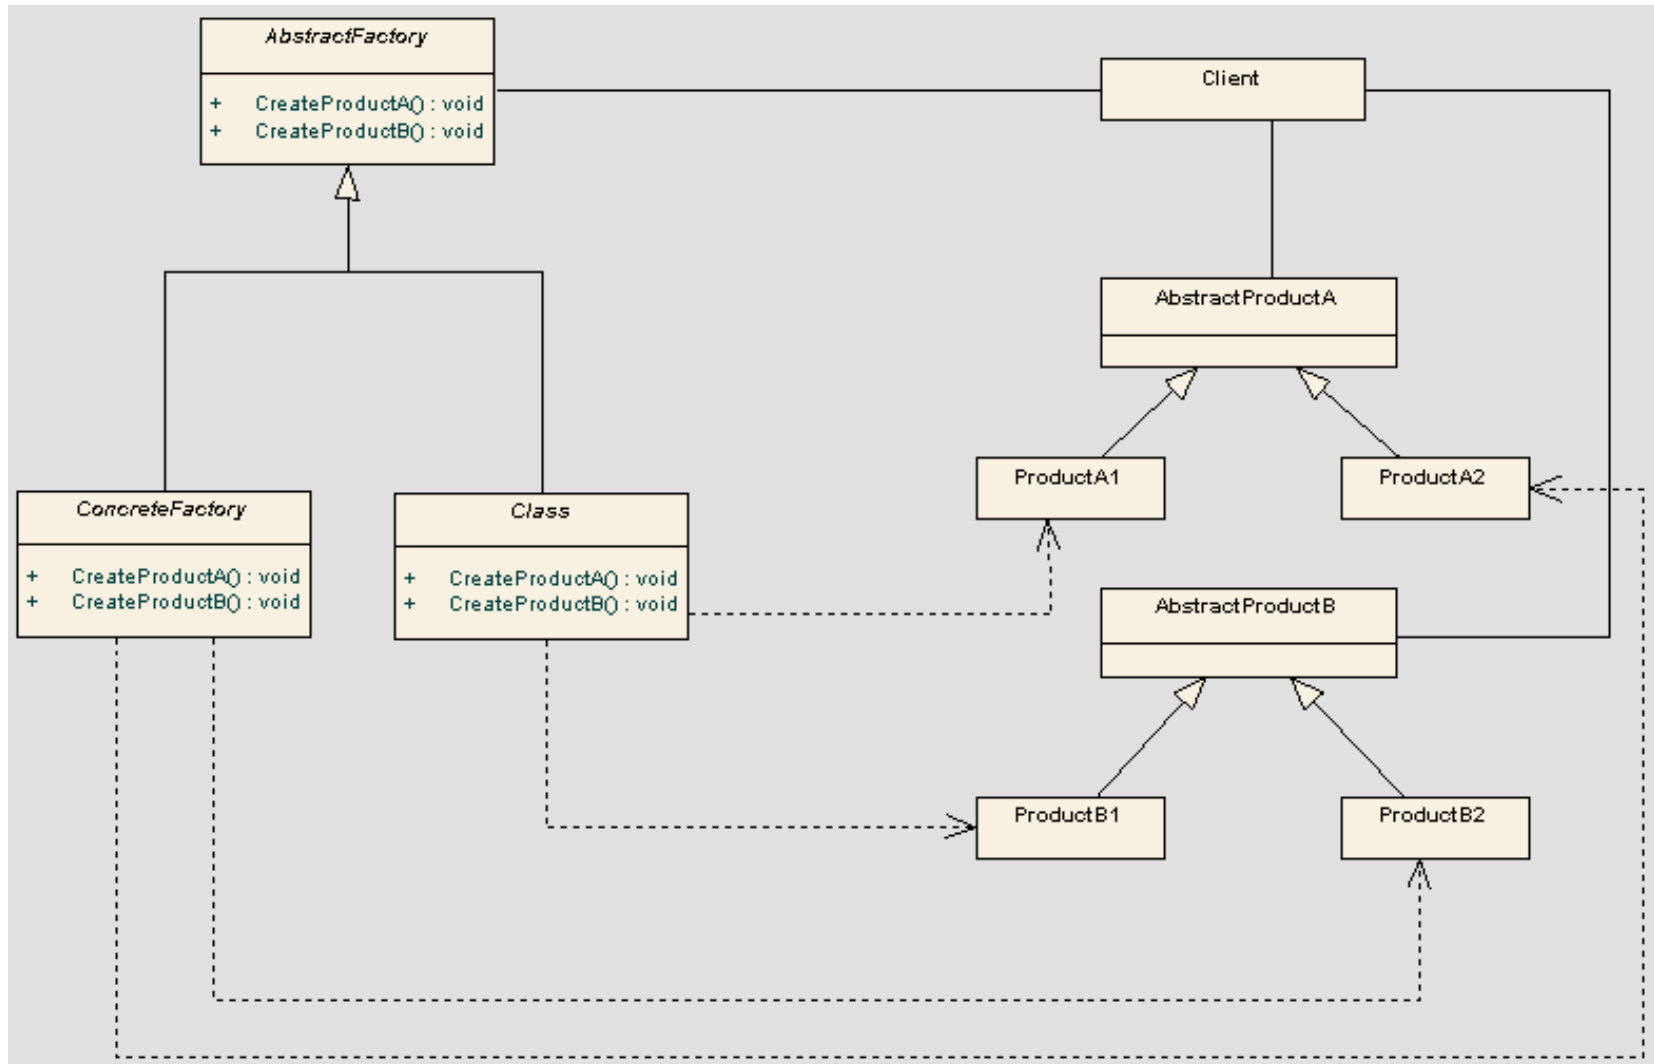 AbstractFactory
+ CreateProductA() : void
+ CreateProductB() : void
Client
AbstractProductA
ProductA1
ProductA2
ConcreteFactory
+ CreateProductA() : void
+ CreateProductB() : void
Class
+ CreateProductA() : void
+ CreateProductB() : void
AbstractProductB
ProductB1
ProductB2